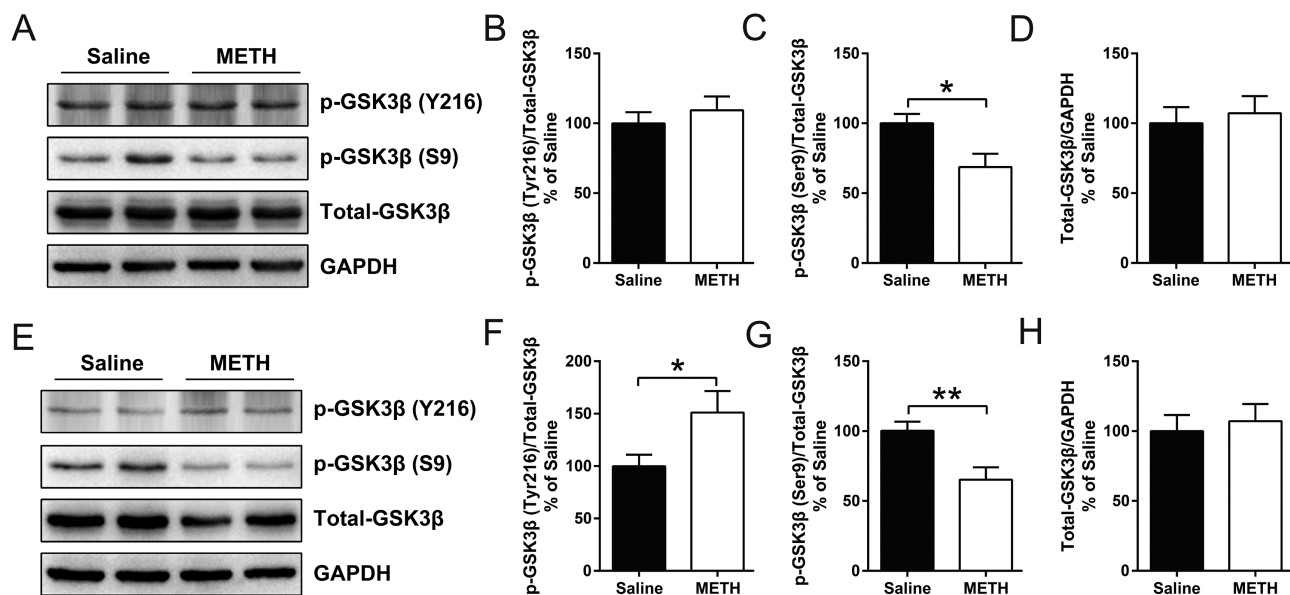 A
Saline METH
p-GSK3β (Y216)
p-GSK3β (S9)
Total-GSK3β
GAPDH
B
p-GSK3β (Tyr216)/Total-GSK3β
% of Saline
150
100
50
0
Saline METH
C
p-GSK3β (Ser9)/Total-GSK3β
% of Saline
150
100
50
0
*
Saline METH
D
Total-GSK3β/GAPDH
% of Saline
150
100
50
0
Saline METH
E
Saline METH
p-GSK3β (Y216)
p-GSK3β (S9)
Total-GSK3β
GAPDH
F
p-GSK3β (Tyr216)/Total-GSK3β
% of Saline
200
150
100
50
0
*
Saline METH
G
p-GSK3β (Ser9)/Total-GSK3β
% of Saline
150
100
50
0
**
Saline METH
H
Total-GSK3β/GAPDH
% of Saline
150
100
50
0
Saline METH